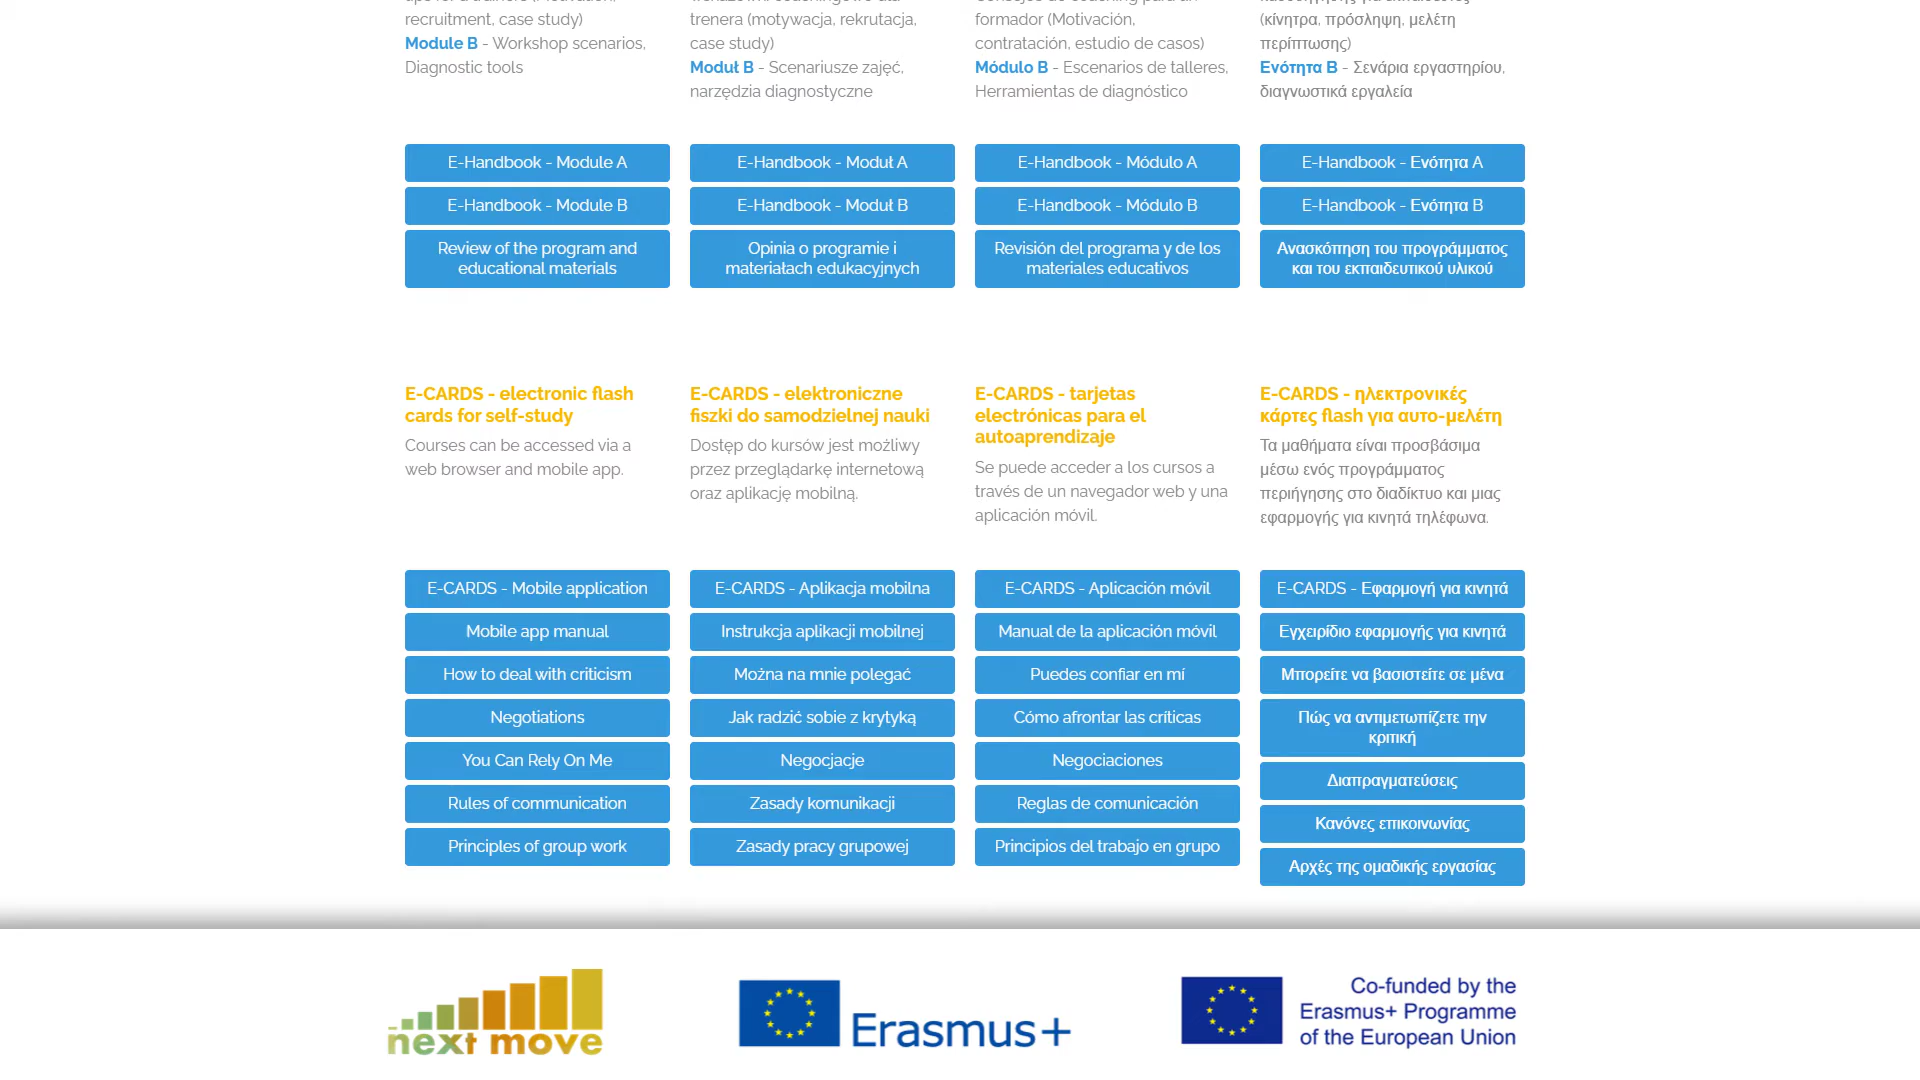 recruitment, case study)
Module B - Workshop scenarios,
Diagnostic tools
E-Handbook - Module A
E-Handbook - Module B
Review of the program and
educational materials
trenera (motywacja, rekrutacja,
case study)
Moduł B - Scenariusze zajęć,
narzędzia diagnostyczne
E-Handbook - Moduł A
E-Handbook - Moduł B
Opinia o programie i
materiałach edukacyjnych
formador (Motivación,
contratación, estudio de casos)
Módulo B - Escenarios de talleres,
Herramientas de diagnóstico
E-Handbook - Módulo A
E-Handbook - Módulo B
Revisión del programa y de los
materiales educativos
(κίνητρα, πρόσληψη, μελέτη
περίπτωσης)
Ενότητα Β - Σενάρια εργαστηρίου,
διαγνωστικά εργαλεία
E-Handbook - Ενότητα Α
E-Handbook - Ενότητα Β
Ανασκόπηση του προγράμματος
και του εκπαιδευτικού υλικού
E-CARDS - electronic flash
cards for self-study
Courses can be accessed via a
web browser and mobile app.
E-CARDS - Mobile application
Mobile app manual
How to deal with criticism
Negotiations
You Can Rely On Me
Rules of communication
Principles of group work
E-CARDS - elektroniczne
fiszki do samodzielnej nauki
Dostęp do kursów jest możliwy
przez przeglądarkę internetową
oraz aplikację mobilną.
E-CARDS - Aplikacja mobilna
Instrukcja aplikacji mobilnej
Można na mnie polegać
Jak radzić sobie z krytyką
Negocjacje
Zasady komunikacji
Zasady pracy grupowej
E-CARDS - tarjetas
electrónicas para el
autoaprendizaje
Se puede acceder a los cursos a
través de un navegador web y una
aplicación móvil.
E-CARDS - Aplicación móvil
Manual de la aplicación móvil
Puedes confiar en mí
Cómo afrontar las críticas
Negociaciones
Reglas de comunicación
Principios del trabajo en grupo
E-CARDS - ηλεκτρονικές
κάρτες flash για αυτο-μελέτη
Τα μαθήματα είναι προσβάσιμα
μέσω ενός προγράμματος
περιήγησης στο διαδίκτυο και μιας
εφαρμογής για κινητά τηλέφωνα.
E-CARDS - Εφαρμογή για κινητά
Εγχειρίδιο εφαρμογής για κινητά
Μπορείτε να βασιστείτε σε μένα
Πώς να αντιμετωπίζετε την
κριτική
Διαπραγματεύσεις
Κανόνες επικοινωνίας
Αρχές της ομαδικής εργασίας
next move
Erasmus+
Co-funded by the
Erasmus+ Programme
of the European Union